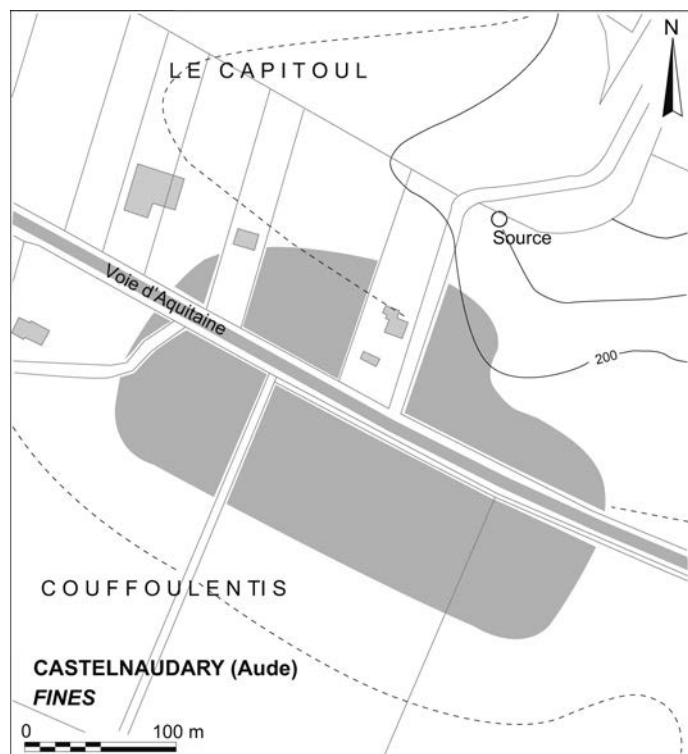 N
LE CAPITOUL
Source
Voie d'Aquitaine
200
COUFFOULENTIS
CASTELNAUDARY (Aude)
FINES
0 100 m